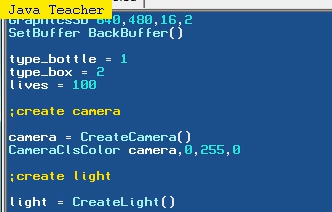 Java Teacher
Graphics3D 640,480,16,2
SetBuffer BackBuffer()
type_bottle = 1
type_box = 2
lives = 100
;create camera
camera = CreateCamera()
CameraClsColor camera,0,255,0
;create light
light = CreateLight()